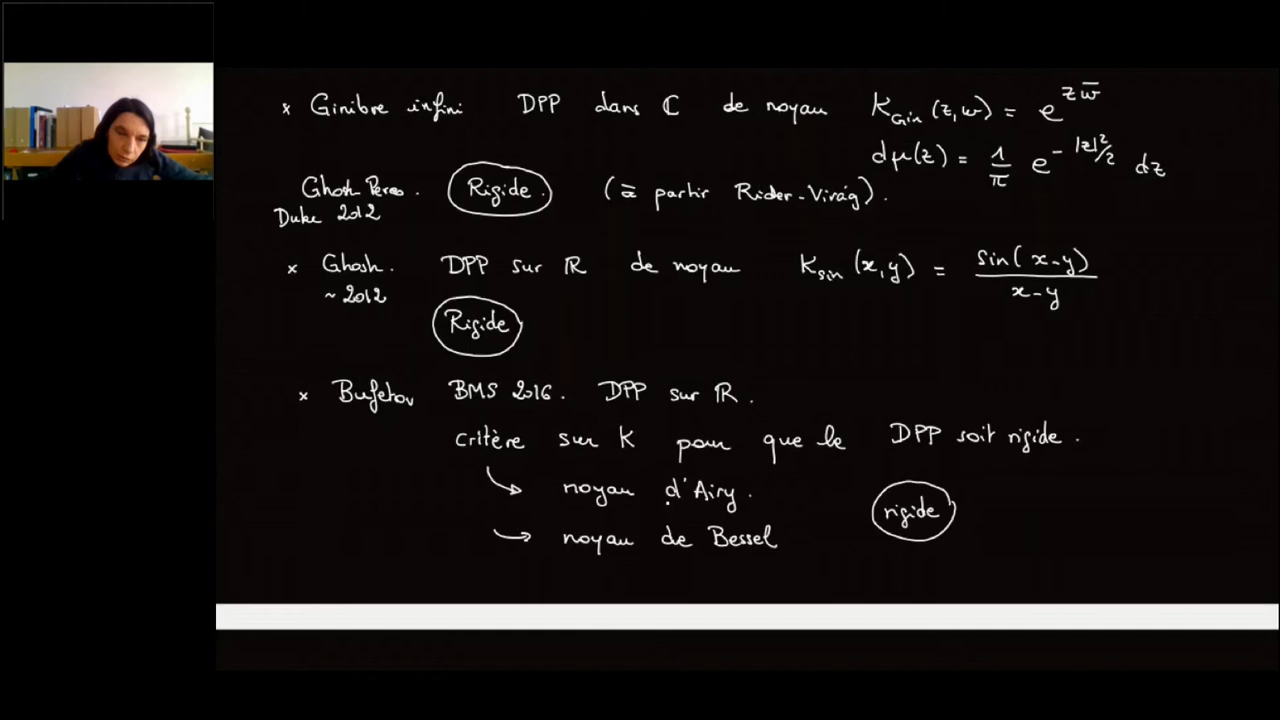 * Ginibre infini DPP dans ℂ de noyau K_Gin(z,w) = e^{z w̄}
dμ(z) = 1/π e^{-|z|²/2} dz
Ghosh Peres. Rigide. (à partir Rider-Virág).
Duke 2012
* Ghosh. DPP sur ℝ de noyau K_sin(x,y) = sin(x-y)/(x-y)
~ 2012
Rigide
* Bufetov BMS 2016. DPP sur ℝ.
critère sur K pour que le DPP soit rigide.
↳ noyau d'Airy.
rigide
↳ noyau de Bessel